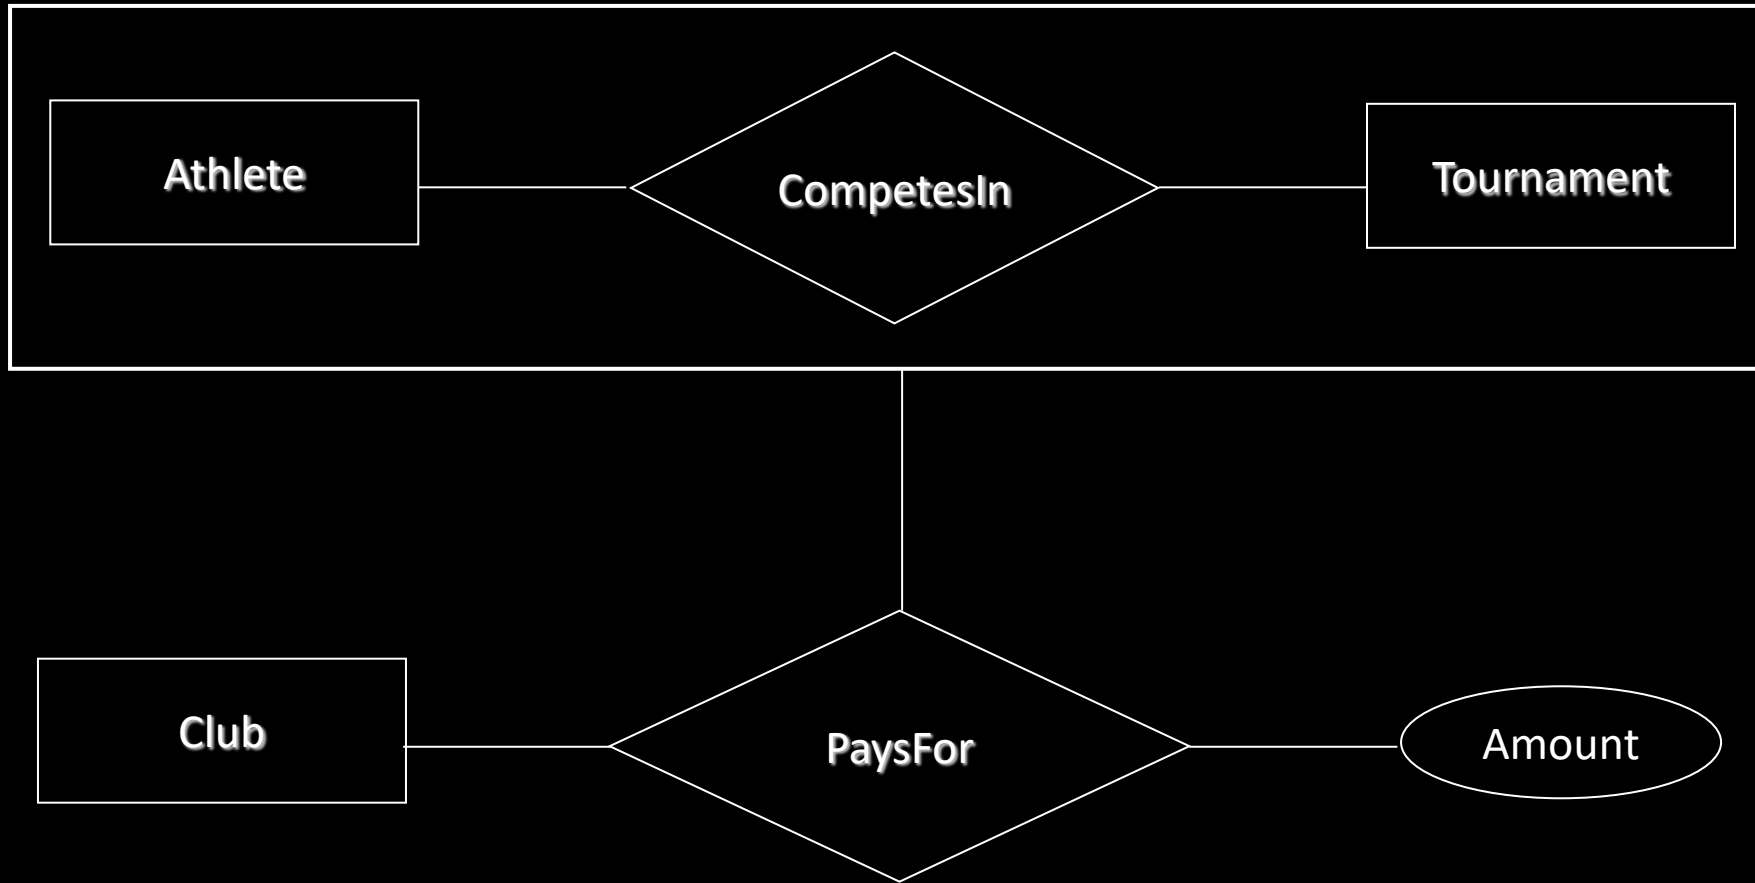 Athlete
CompetesIn
Tournament
Club
PaysFor
Amount